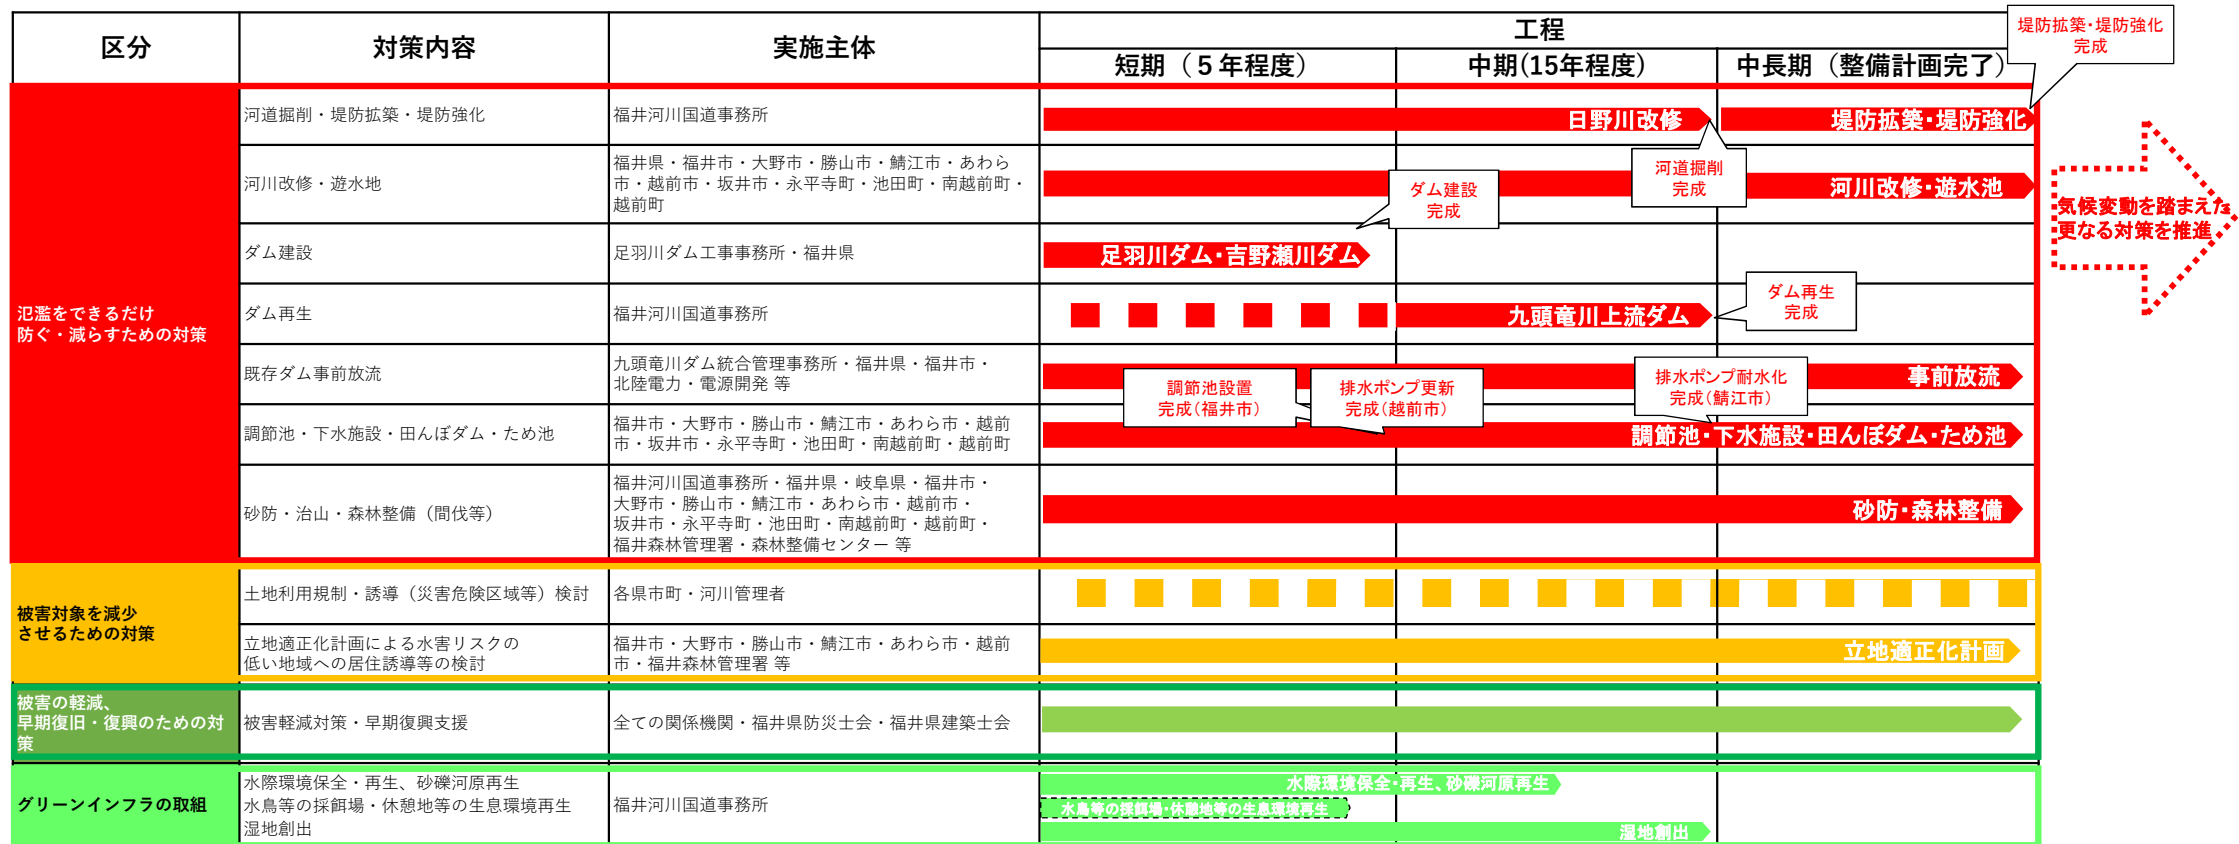 区分
対策内容
実施主体
工程
短期（５年程度）
中期(15年程度)
中長期（整備計画完了）
堤防拡築・堤防強化
完成
氾濫をできるだけ
防ぐ・減らすための対策
河道掘削・堤防拡築・堤防強化
福井河川国道事務所
日野川改修
堤防拡築・堤防強化
河道掘削
完成
河川改修・遊水地
福井県・福井市・大野市・勝山市・鯖江市・あわら
市・越前市・坂井市・永平寺町・池田町・南越前町・
越前町
河川改修・遊水池
ダム建設
完成
ダム建設
足羽川ダム工事事務所・福井県
足羽川ダム・吉野瀬川ダム
ダム再生
福井河川国道事務所
九頭竜川上流ダム
ダム再生
完成
既存ダム事前放流
九頭竜川ダム統合管理事務所・福井県・福井市・
北陸電力・電源開発 等
事前放流
調節池設置
完成(福井市)
排水ポンプ更新
完成(越前市)
排水ポンプ耐水化
完成(鯖江市)
調節池・下水施設・田んぼダム・ため池
福井市・大野市・勝山市・鯖江市・あわら市・越前
市・坂井市・永平寺町・池田町・南越前町・越前町
調節池・下水施設・田んぼダム・ため池
砂防・治山・森林整備（間伐等）
福井河川国道事務所・福井県・岐阜県・福井市・
大野市・勝山市・鯖江市・あわら市・越前市・
坂井市・永平寺町・池田町・南越前町・越前町・
福井森林管理署・森林整備センター 等
砂防・森林整備
気候変動を踏まえた
更なる対策を推進
被害対象を減少
させるための対策
土地利用規制・誘導（災害危険区域等）検討
各県市町・河川管理者
立地適正化計画による水害リスクの
低い地域への居住誘導等の検討
福井市・大野市・勝山市・鯖江市・あわら市・越前
市・福井森林管理署 等
立地適正化計画
被害の軽減、
早期復旧・復興のための対
策
被害軽減対策・早期復興支援
全ての関係機関・福井県防災士会・福井県建築士会
グリーンインフラの取組
水際環境保全・再生、砂礫河原再生
水鳥等の採餌場・休憩地等の生息環境再生
湿地創出
福井河川国道事務所
水際環境保全・再生、砂礫河原再生
水鳥等の採餌場・休憩地等の生息環境再生
湿地創出